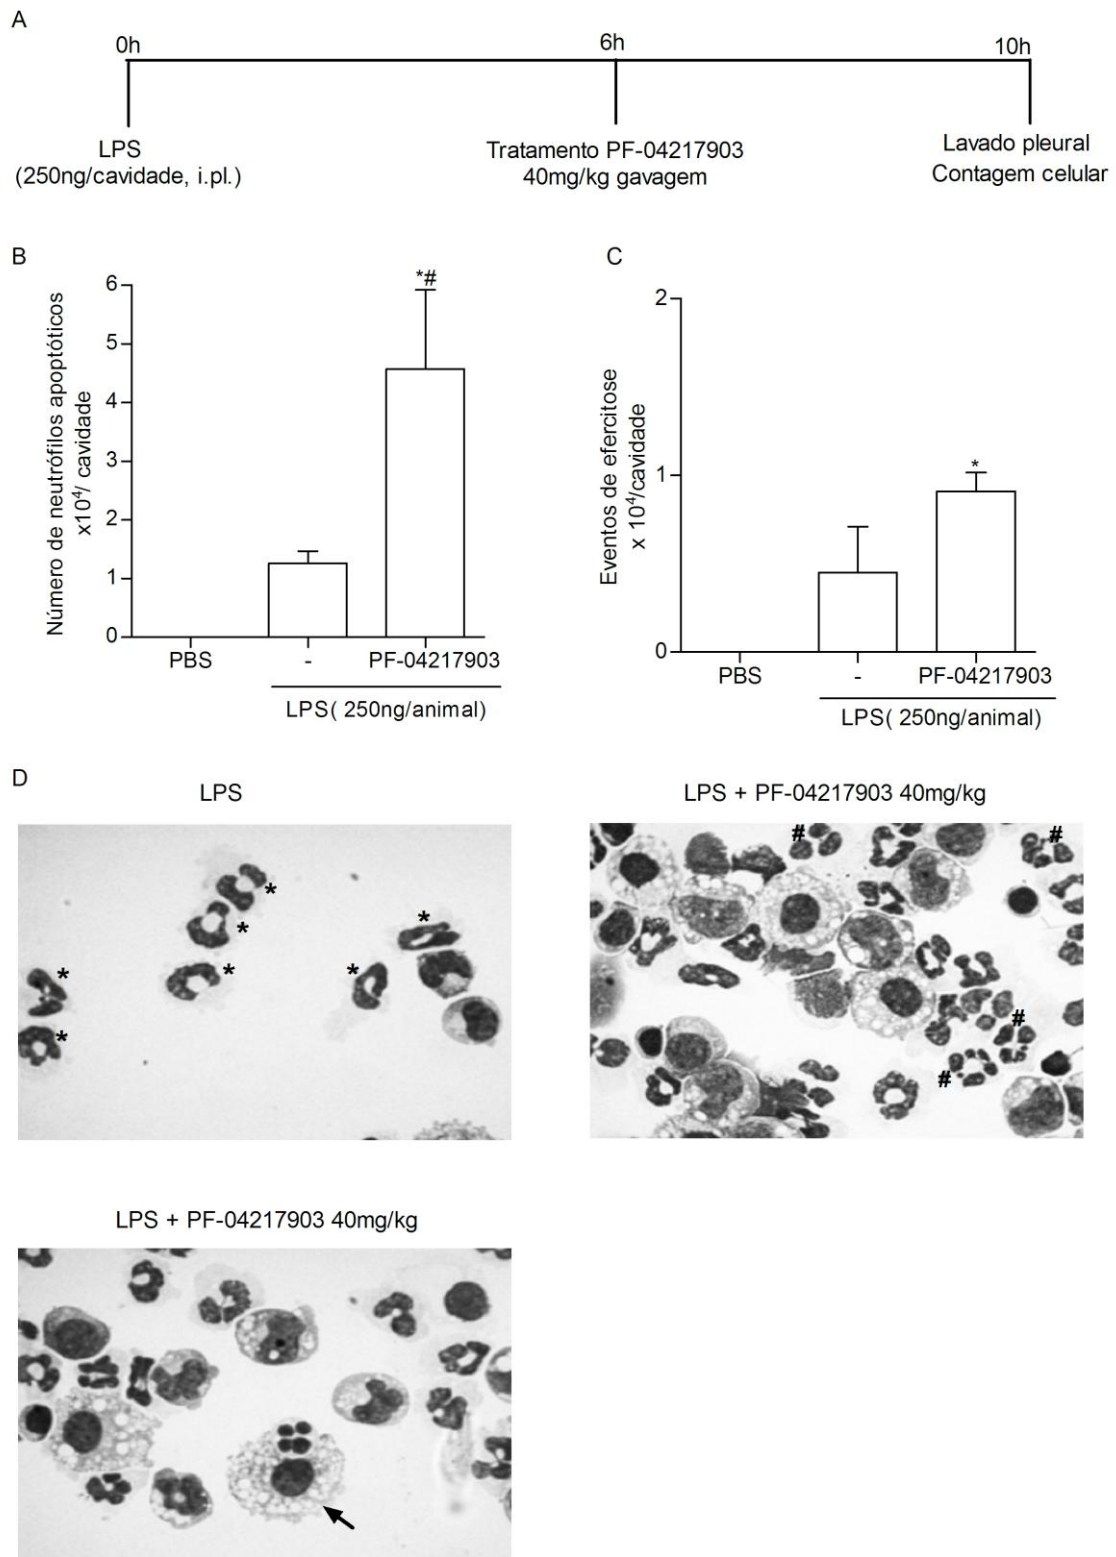 A
0h
6h
10h
LPS
(250ng/cavidade, i.pl.)
Tratamento PF-04217903
40mg/kg gavagem
Lavado pleural
Contagem celular
B
Número de neutrófilos apoptóticos
x10⁴/ cavidade
6
5
4
3
2
1
0
*#
PBS
-
PF-04217903
LPS( 250ng/animal)
C
Eventos de efercitose
x 10⁴/cavidade
2
1
0
*
PBS
-
PF-04217903
LPS( 250ng/animal)
D
LPS
*
*
*
*
*
*
*
LPS + PF-04217903 40mg/kg
#
#
#
#
LPS + PF-04217903 40mg/kg